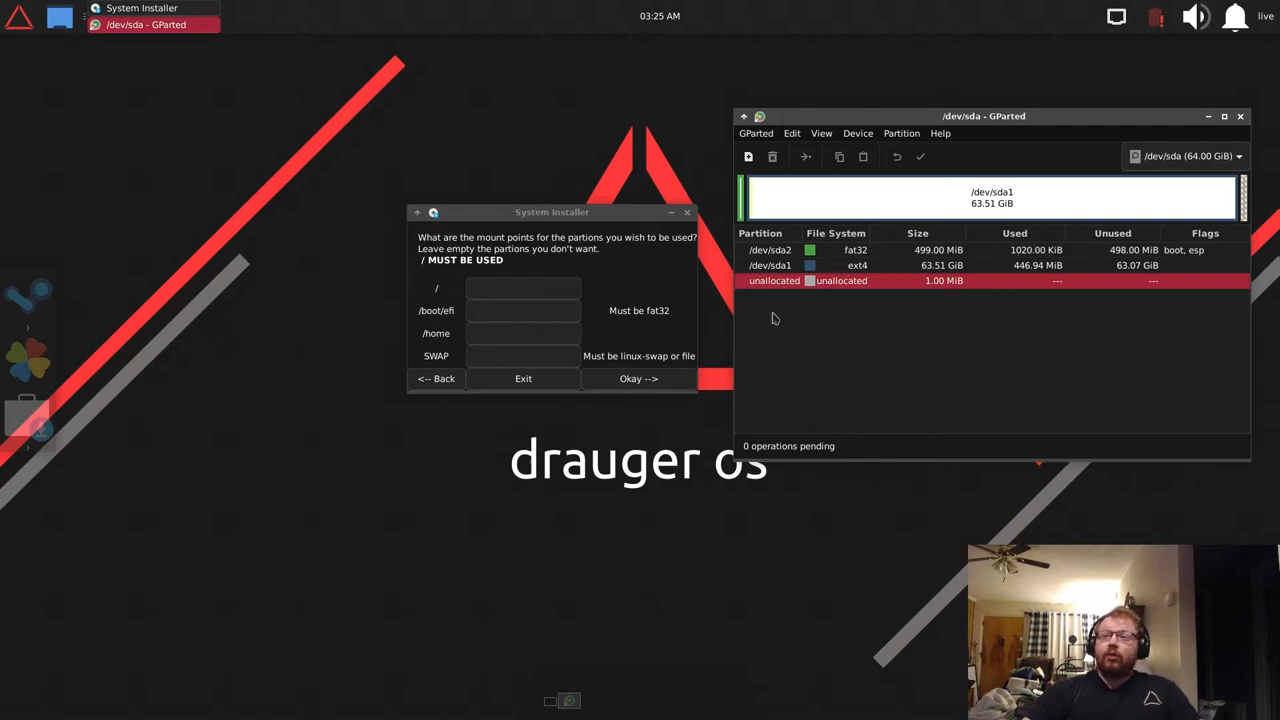 System Installer
/dev/sda - GParted
03:25 AM
live
System Installer
What are the mount points for the partions you wish to be used?
Leave empty the partions you don't want.
/ MUST BE USED
/
/boot/efi Must be fat32
/home
SWAP Must be linux-swap or file
<-- Back Exit Okay -->
/dev/sda - GParted
GParted Edit View Device Partition Help
/dev/sda (64.00 GiB)
/dev/sda1
63.51 GiB
Partition File System Size Used Unused Flags
/dev/sda2 fat32 499.00 MiB 1020.00 KiB 498.00 MiB boot, esp
/dev/sda1 ext4 63.51 GiB 446.94 MiB 63.07 GiB
unallocated unallocated 1.00 MiB --- ---
0 operations pending
drauger os